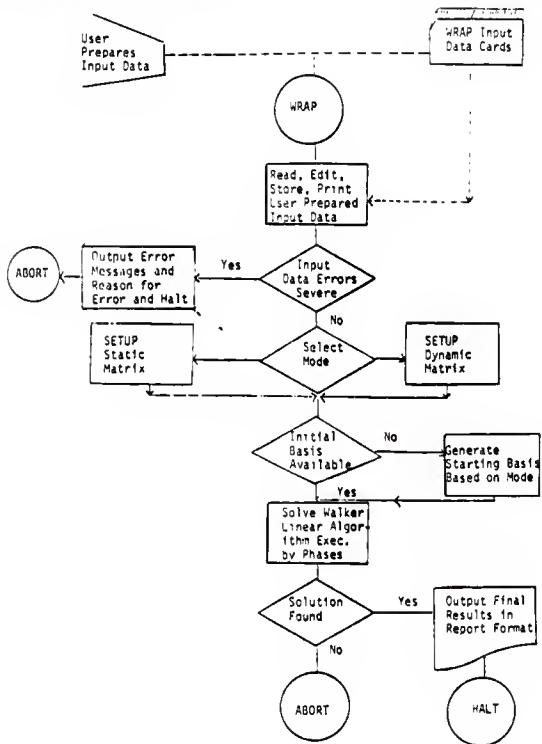 User
Prepares
Input Data
WRAP Input
Data Cards
WRAP
Read, Edit,
Store, Print
User Prepared
Input Data
Output Error
Messages and
Reason for
Error and Halt
ABORT
Yes
Input
Data Errors
Severe
No
SETUP
Static
Matrix
Select
Mode
SETUP
Dynamic
Matrix
Initial
Basis
Available
No
Generate
Starting Basis
Based on Mode
Yes
Solve Walker
Linear Algor-
ithm Exec.
by Phases
Solution
Found
Yes
Output Final
Results in
Report Format
No
ABORT
HALT